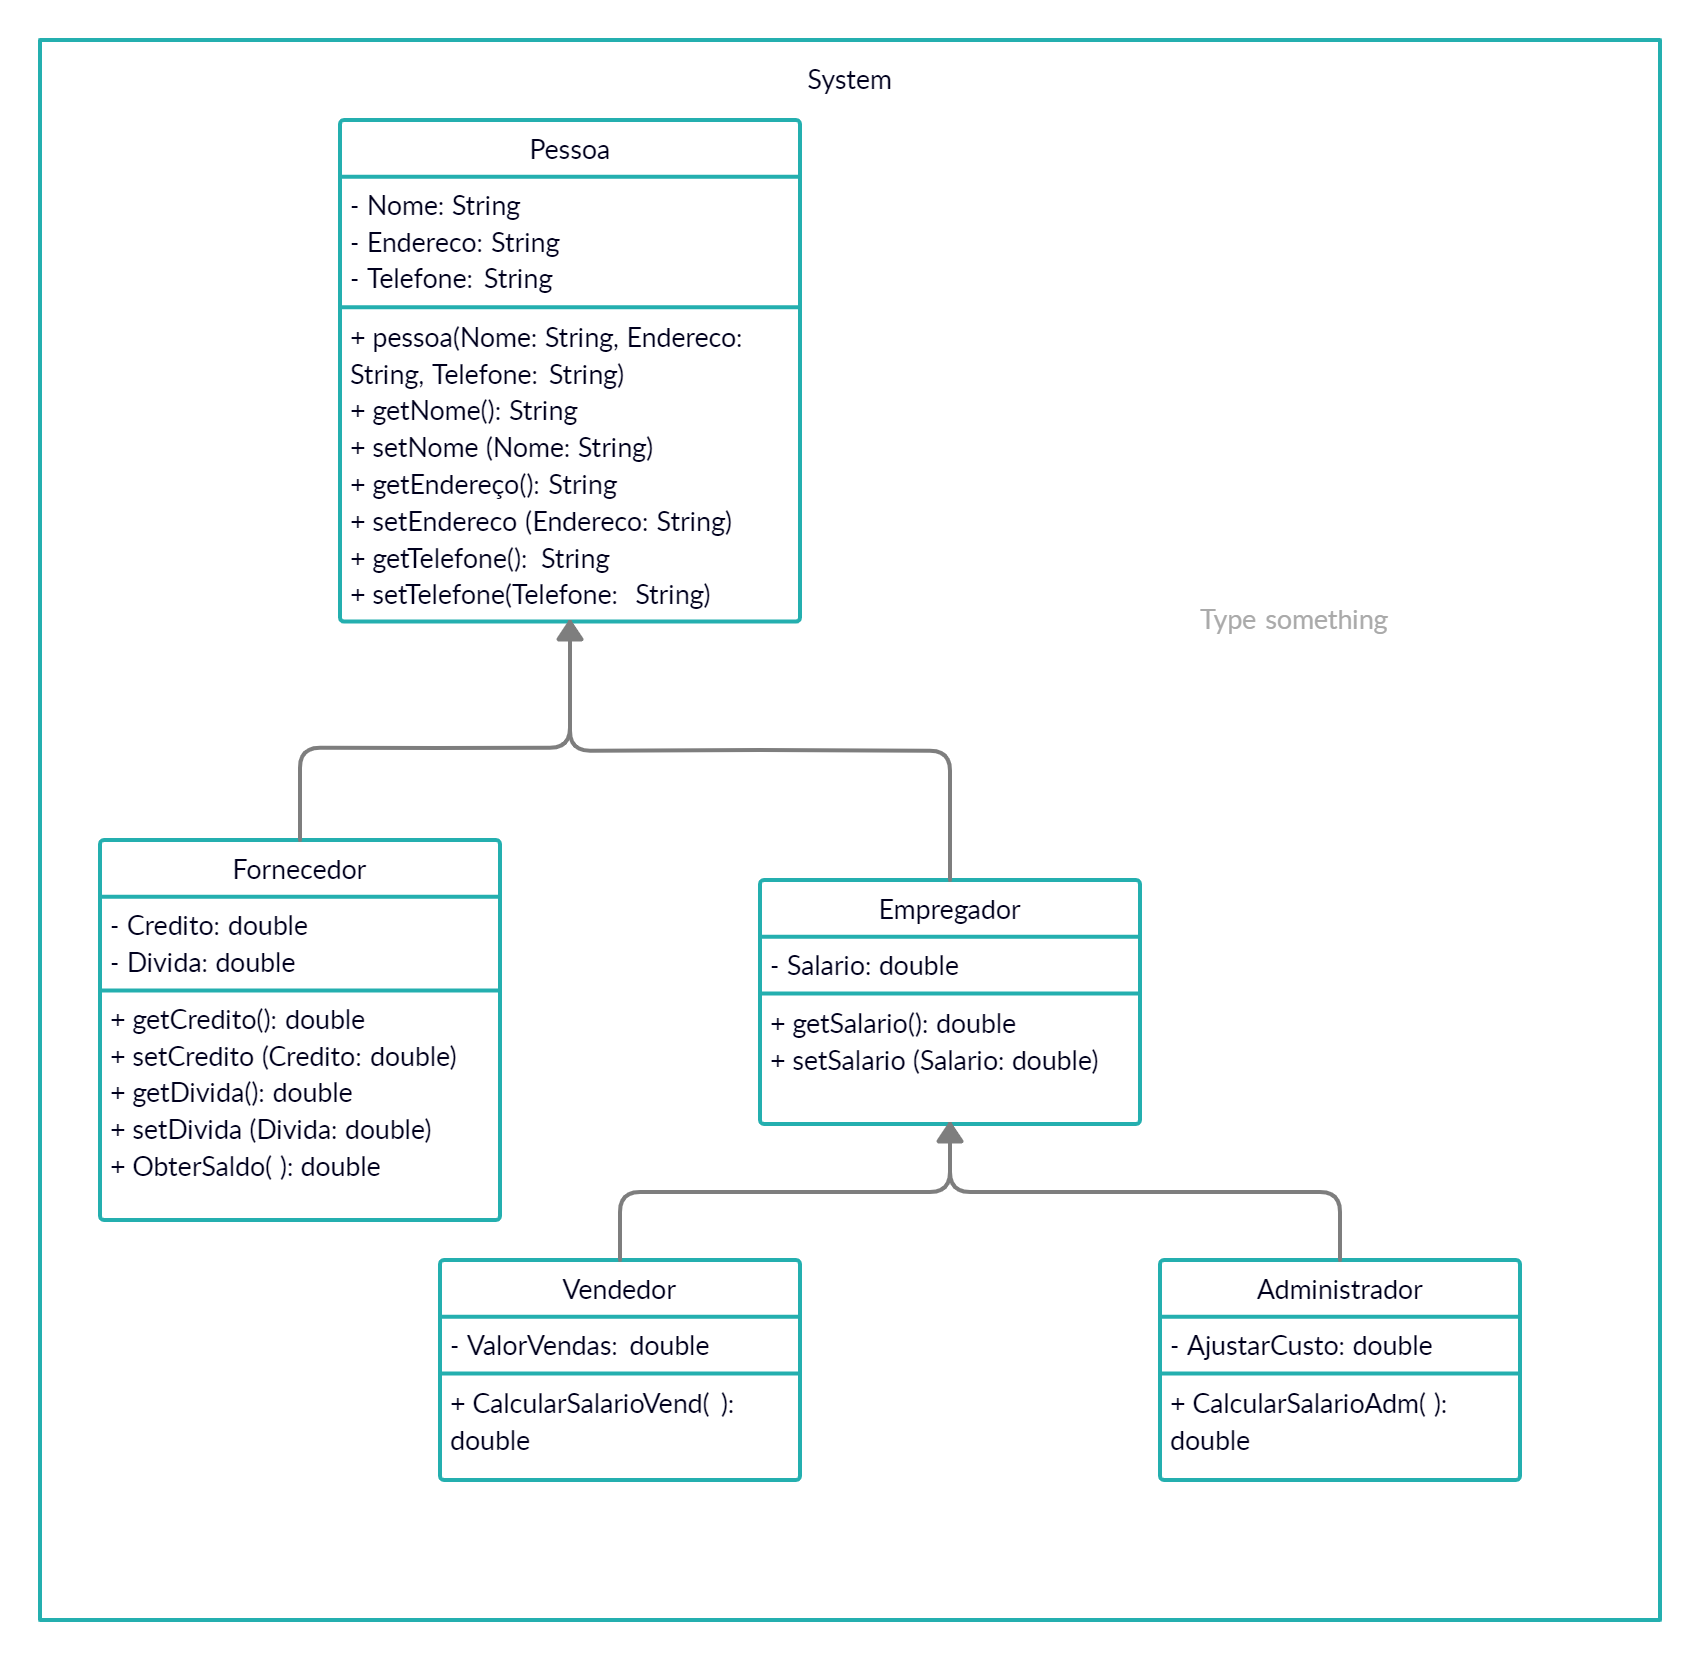 System
Pessoa
- Nome: String
- Endereco: String
- Telefone: String
+ pessoa(Nome: String, Endereco:
String, Telefone: String)
+ getNome(): String
+ setNome (Nome: String)
+ getEndereço(): String
+ setEndereco (Endereco: String)
+ getTelefone(): String
+ setTelefone(Telefone: String)
Type something
Fornecedor
- Credito: double
- Divida: double
+ getCredito(): double
+ setCredito (Credito: double)
+ getDivida(): double
+ setDivida (Divida: double)
+ ObterSaldo( ): double
Empregador
- Salario: double
+ getSalario(): double
+ setSalario (Salario: double)
Vendedor
- ValorVendas: double
+ CalcularSalarioVend( ):
double
Administrador
- AjustarCusto: double
+ CalcularSalarioAdm( ):
double